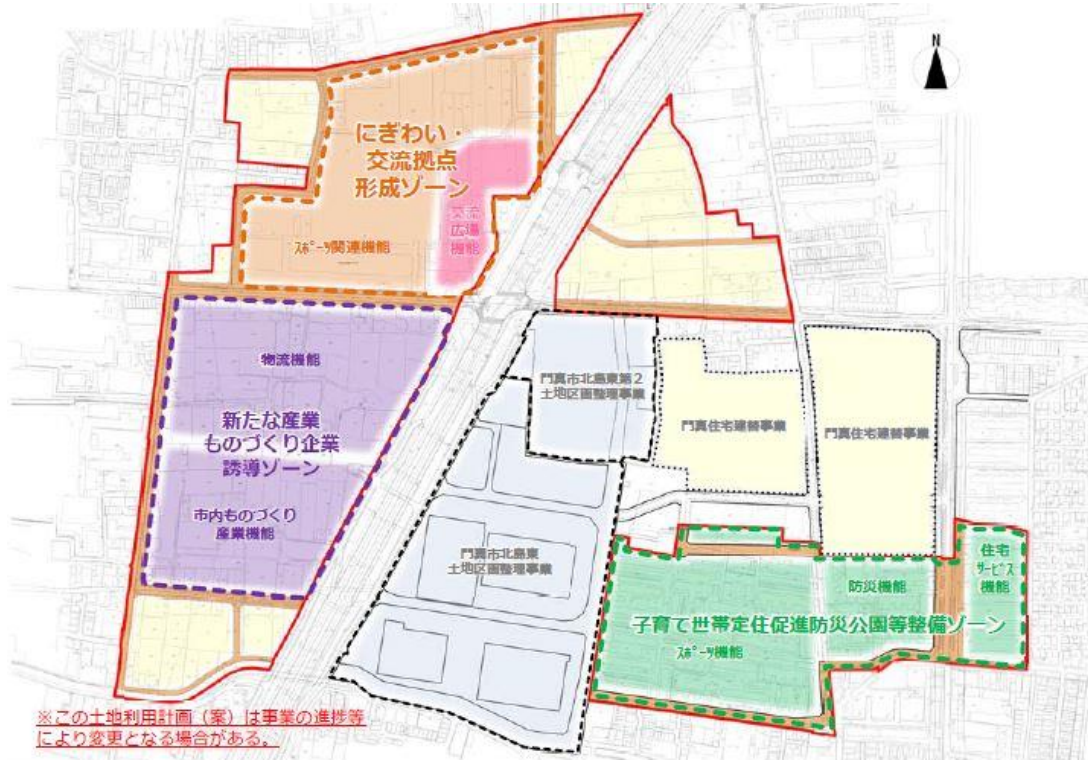 N
にぎわい・
交流拠点
形成ゾーン
交流
広場
機能
スポーツ関連機能
物流機能
新たな産業
ものづくり企業
誘導ゾーン
市内ものづくり
産業機能
門真市北島東第2
土地区画整理事業
門真住宅建替事業
門真住宅建替事業
門真市北島東
土地区画整理事業
住宅
サービス
機能
防災機能
子育て世帯定住促進防災公園等整備ゾーン
スポーツ機能
※この土地利用計画（案）は事業の進捗等
により変更となる場合がある。